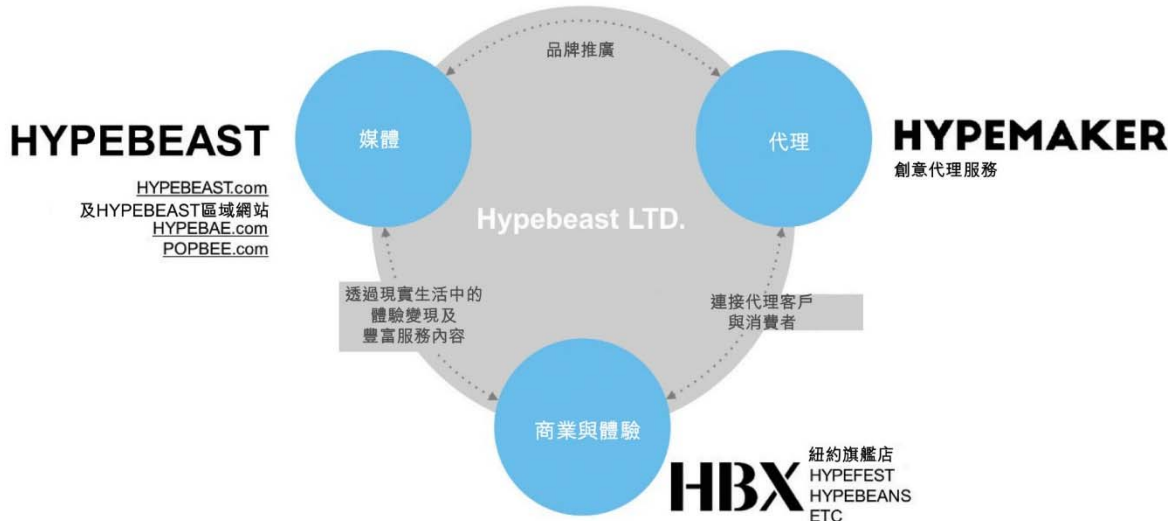 品牌推廣
HYPEBEAST
HYPEBEAST.com
及HYPEBEAST區域網站
HYPEBAE.com
POPBEE.com
媒體
代理
HYPEMAKER
創意代理服務
Hypebeast LTD.
透過現實生活中的
體驗變現及
豐富服務內容
連接代理客戶
與消費者
商業與體驗
HBX
紐約旗艦店
HYPEFEST
HYPEBEANS
ETC